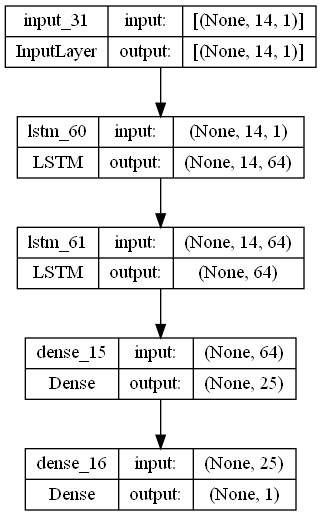 input_31 input: [(None, 14, 1)]
InputLayer output: [(None, 14, 1)]
lstm_60 input: (None, 14, 1)
LSTM output: (None, 14, 64)
lstm_61 input: (None, 14, 64)
LSTM output: (None, 64)
dense_15 input: (None, 64)
Dense output: (None, 25)
dense_16 input: (None, 25)
Dense output: (None, 1)